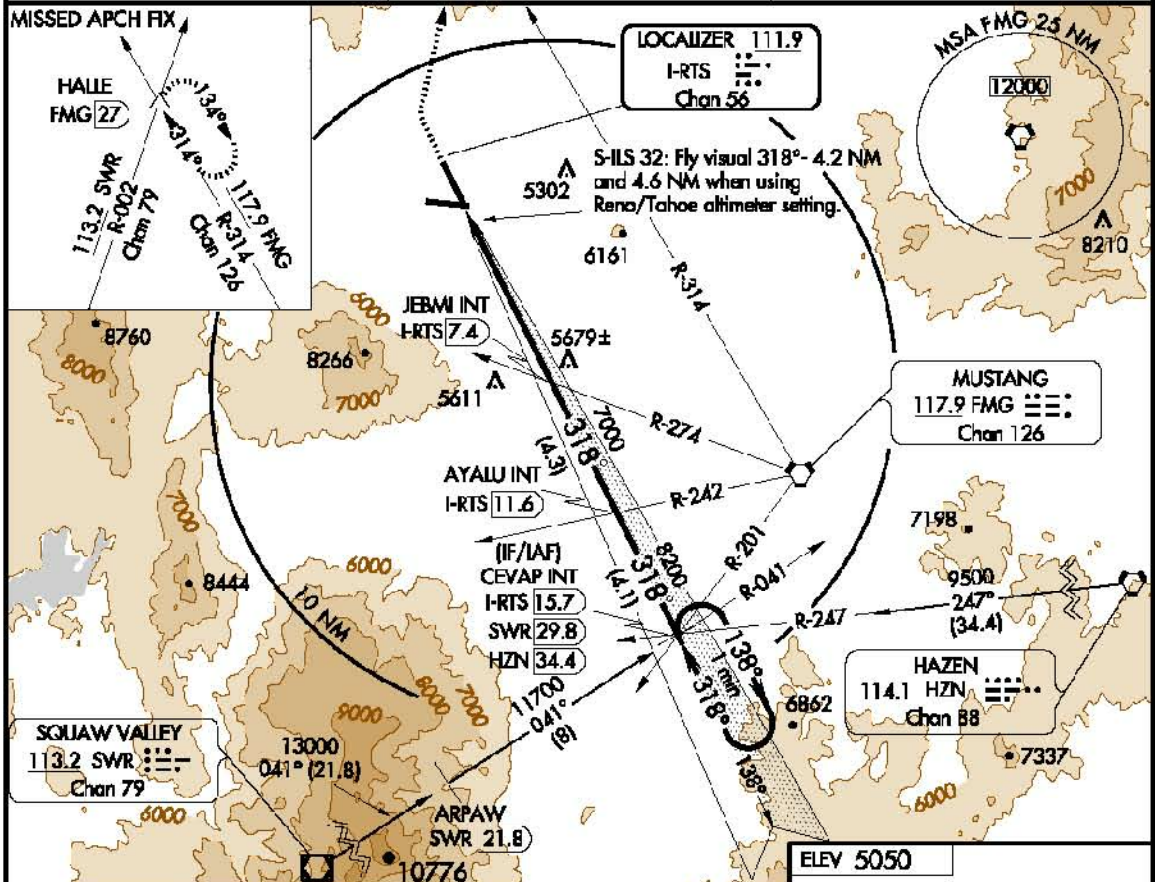 MISSED APCH FIX
HALLE
FMG 27
134°
314°
113.2 SWR
R-002
Chan 79
117.9 FMG
R-314
Chan 126
LOCALIZER 111.9
I-RTS
Chan 56
MSA FMG 25 NM
12000
7000
8210
S-ILS 32: Fly visual 318°- 4.2 NM
and 4.6 NM when using
Reno/Tahoe altimeter setting.
5302
6161
R-314
8760
8000
6000
8266
7000
JEBMI INT
I-RTS 7.4
5679±
5611
R-274
MUSTANG
117.9 FMG
Chan 126
7000
318°
(4.3)
AYALU INT
I-RTS 11.6
R-242
7000
8444
6000
10 NM
(IF/IAF)
CEVAP INT
I-RTS 15.7
SWR 29.8
HZN 34.4
8200
318°
(4.1)
R-201
R-041
7198
9500
247°
(34.4)
R-247
HAZEN
114.1 HZN
Chan 88
138°
1 min
318°
138°
6862
7337
6000
8000
7000
9000
11700
041°
(8)
SQUAW VALLEY
113.2 SWR
Chan 79
13000
041° (21.8)
6000
ARPAW
SWR 21.8
10776
ELEV 5050